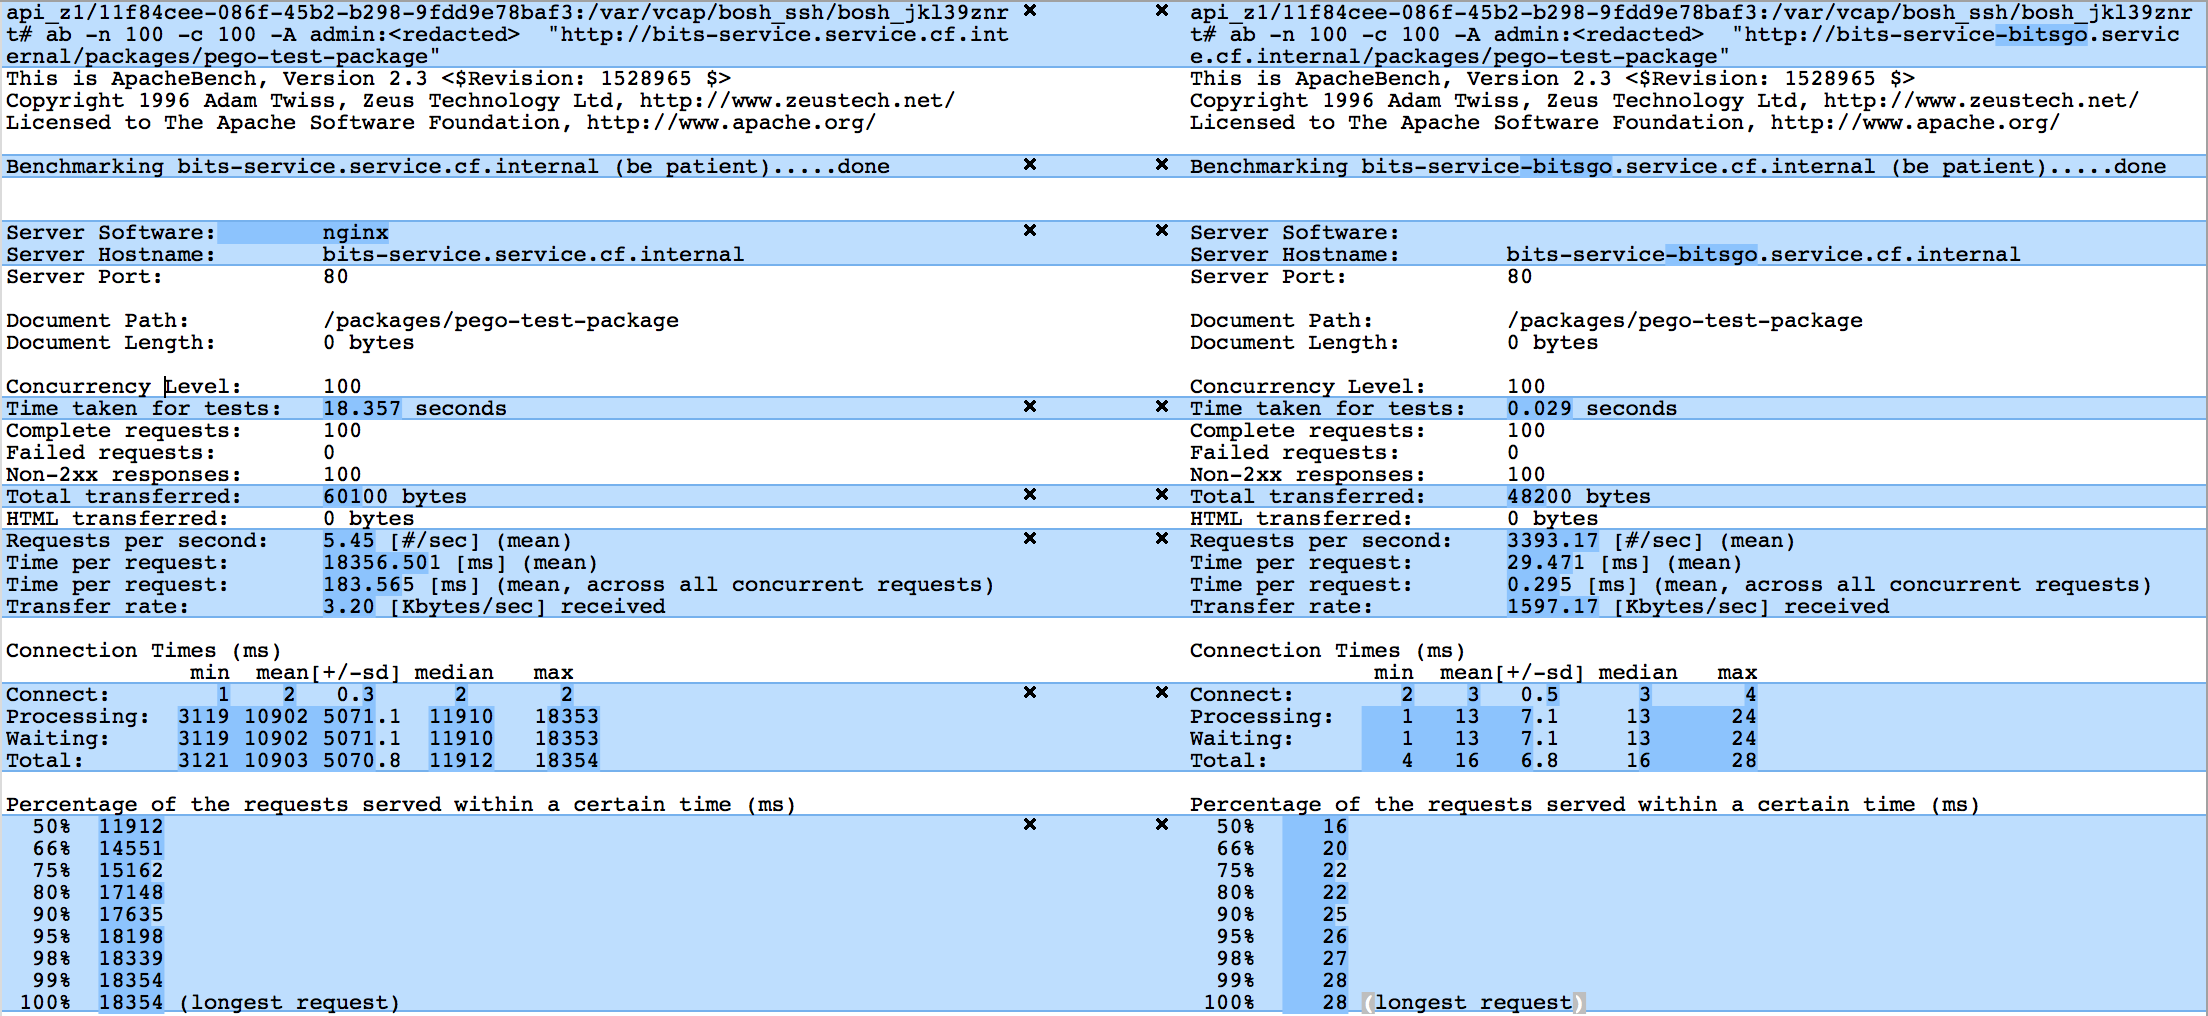 api_z1/11f84cee-086f-45b2-b298-9fdd9e78baf3:/var/vcap/bosh_ssh/bosh_jkl39znr
t# ab -n 100 -c 100 -A admin:<redacted>  "http://bits-service.service.cf.int
ernal/packages/pego-test-package"
This is ApacheBench, Version 2.3 <$Revision: 1528965 $>
Copyright 1996 Adam Twiss, Zeus Technology Ltd, http://www.zeustech.net/
Licensed to The Apache Software Foundation, http://www.apache.org/

Benchmarking bits-service.service.cf.internal (be patient).....done

Server Software:        nginx
Server Hostname:        bits-service.service.cf.internal
Server Port:            80

Document Path:          /packages/pego-test-package
Document Length:        0 bytes

Concurrency Level:      100
Time taken for tests:   18.357 seconds
Complete requests:      100
Failed requests:        0
Non-2xx responses:      100
Total transferred:      60100 bytes
HTML transferred:       0 bytes
Requests per second:    5.45 [#/sec] (mean)
Time per request:       18356.501 [ms] (mean)
Time per request:       183.565 [ms] (mean, across all concurrent requests)
Transfer rate:          3.20 [Kbytes/sec] received

Connection Times (ms)
              min  mean[+/-sd] median   max
Connect:        1    2   0.3      2       2
Processing:  3119 10902 5071.1  11910   18353
Waiting:     3119 10902 5071.1  11910   18353
Total:       3121 10903 5070.8  11912   18354

Percentage of the requests served within a certain time (ms)
  50%  11912
  66%  14551
  75%  15162
  80%  17148
  90%  17635
  95%  18198
  98%  18339
  99%  18354
 100%  18354 (longest request)

api_z1/11f84cee-086f-45b2-b298-9fdd9e78baf3:/var/vcap/bosh_ssh/bosh_jkl39znr
t# ab -n 100 -c 100 -A admin:<redacted>  "http://bits-service-bitsgo.servic
e.cf.internal/packages/pego-test-package"
This is ApacheBench, Version 2.3 <$Revision: 1528965 $>
Copyright 1996 Adam Twiss, Zeus Technology Ltd, http://www.zeustech.net/
Licensed to The Apache Software Foundation, http://www.apache.org/

Benchmarking bits-service-bitsgo.service.cf.internal (be patient).....done

Server Software:
Server Hostname:        bits-service-bitsgo.service.cf.internal
Server Port:            80

Document Path:          /packages/pego-test-package
Document Length:        0 bytes

Concurrency Level:      100
Time taken for tests:   0.029 seconds
Complete requests:      100
Failed requests:        0
Non-2xx responses:      100
Total transferred:      48200 bytes
HTML transferred:       0 bytes
Requests per second:    3393.17 [#/sec] (mean)
Time per request:       29.471 [ms] (mean)
Time per request:       0.295 [ms] (mean, across all concurrent requests)
Transfer rate:          1597.17 [Kbytes/sec] received

Connection Times (ms)
              min  mean[+/-sd] median   max
Connect:        2    3   0.5      3       4
Processing:     1   13   7.1     13      24
Waiting:        1   13   7.1     13      24
Total:          4   16   6.8     16      28

Percentage of the requests served within a certain time (ms)
  50%     16
  66%     20
  75%     22
  80%     22
  90%     25
  95%     26
  98%     27
  99%     28
 100%     28 (longest request)